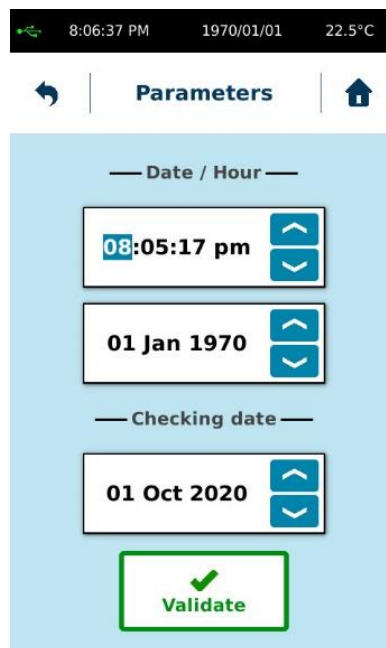 8:06:37 PM 1970/01/01 22.5°C
Parameters
Date / Hour
08:05:17 pm
01 Jan 1970
Checking date
01 Oct 2020
Validate